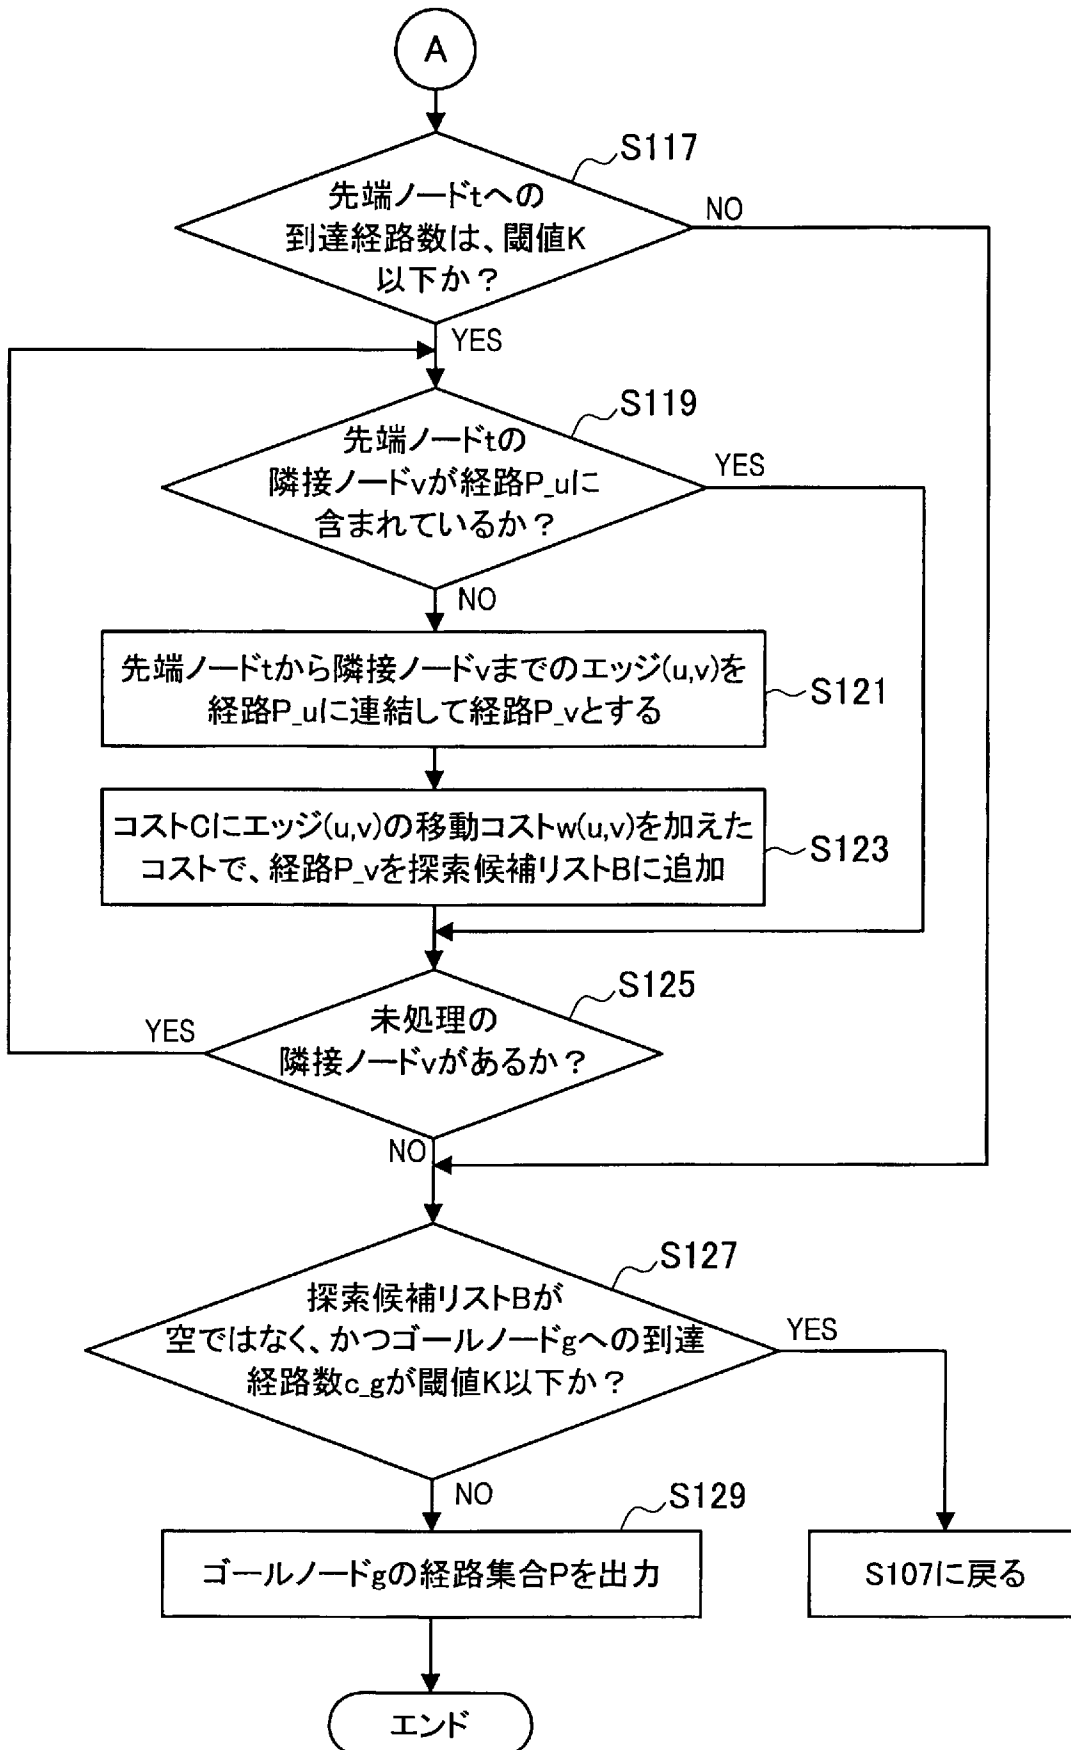 A
S117
先端ノードtへの
到達経路数は、閾値K
以下か？
NO
YES
S119
先端ノードtの
隣接ノードvが経路P_uに
含まれているか？
YES
NO
先端ノードtから隣接ノードvまでのエッジ(u,v)を
経路P_uに連結して経路P_vとする
S121
コストCにエッジ(u,v)の移動コストw(u,v)を加えた
コストで、経路P_vを探索候補リストBに追加
S123
S125
未処理の
隣接ノードvがあるか？
YES
NO
S127
探索候補リストBが
空ではなく、かつゴールノードgへの到達
経路数c_gが閾値K以下か？
YES
NO
S129
ゴールノードgの経路集合Pを出力
S107に戻る
エンド